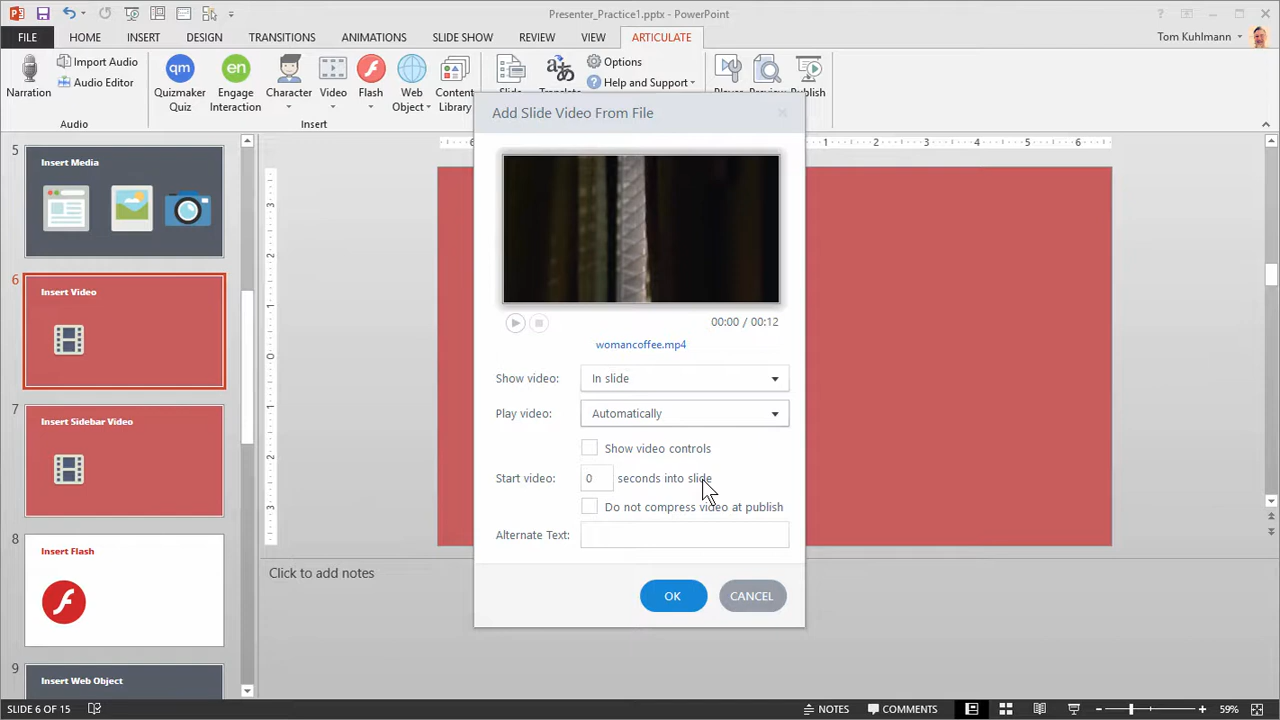 Presenter_Practice1.pptx - PowerPoint
FILE HOME INSERT DESIGN TRANSITIONS ANIMATIONS SLIDE SHOW REVIEW VIEW ARTICULATE
Tom Kuhlmann
Narration
Import Audio
Audio Editor
Audio
Quizmaker Quiz
Engage Interaction
Character
Video
Flash
Web Object
Content Library
Insert
Options
Help and Support
Publish
Add Slide Video From File
00:00 / 00:12
womancoffee.mp4
Show video: In slide
Play video: Automatically
Show video controls
Start video: 0 seconds into slide
Do not compress video at publish
Alternate Text:
OK CANCEL
5
Insert Media
6
Insert Video
7
Insert Sidebar Video
8
Insert Flash
9
Insert Web Object
Click to add notes
SLIDE 6 OF 15
NOTES COMMENTS 59%